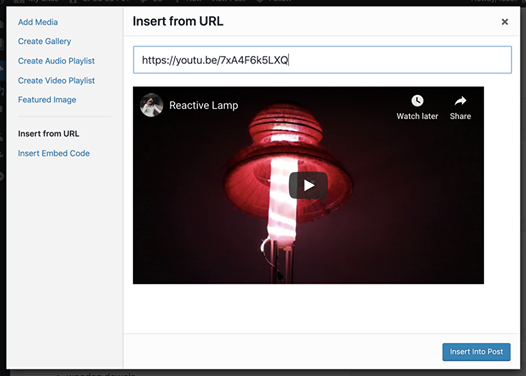 Add Media
Create Gallery
Create Audio Playlist
Create Video Playlist
Featured Image
Insert from URL
Insert Embed Code
Insert from URL
https://youtu.be/7xA4F6k5LXQ
Reactive Lamp
Watch later
Share
Insert Into Post